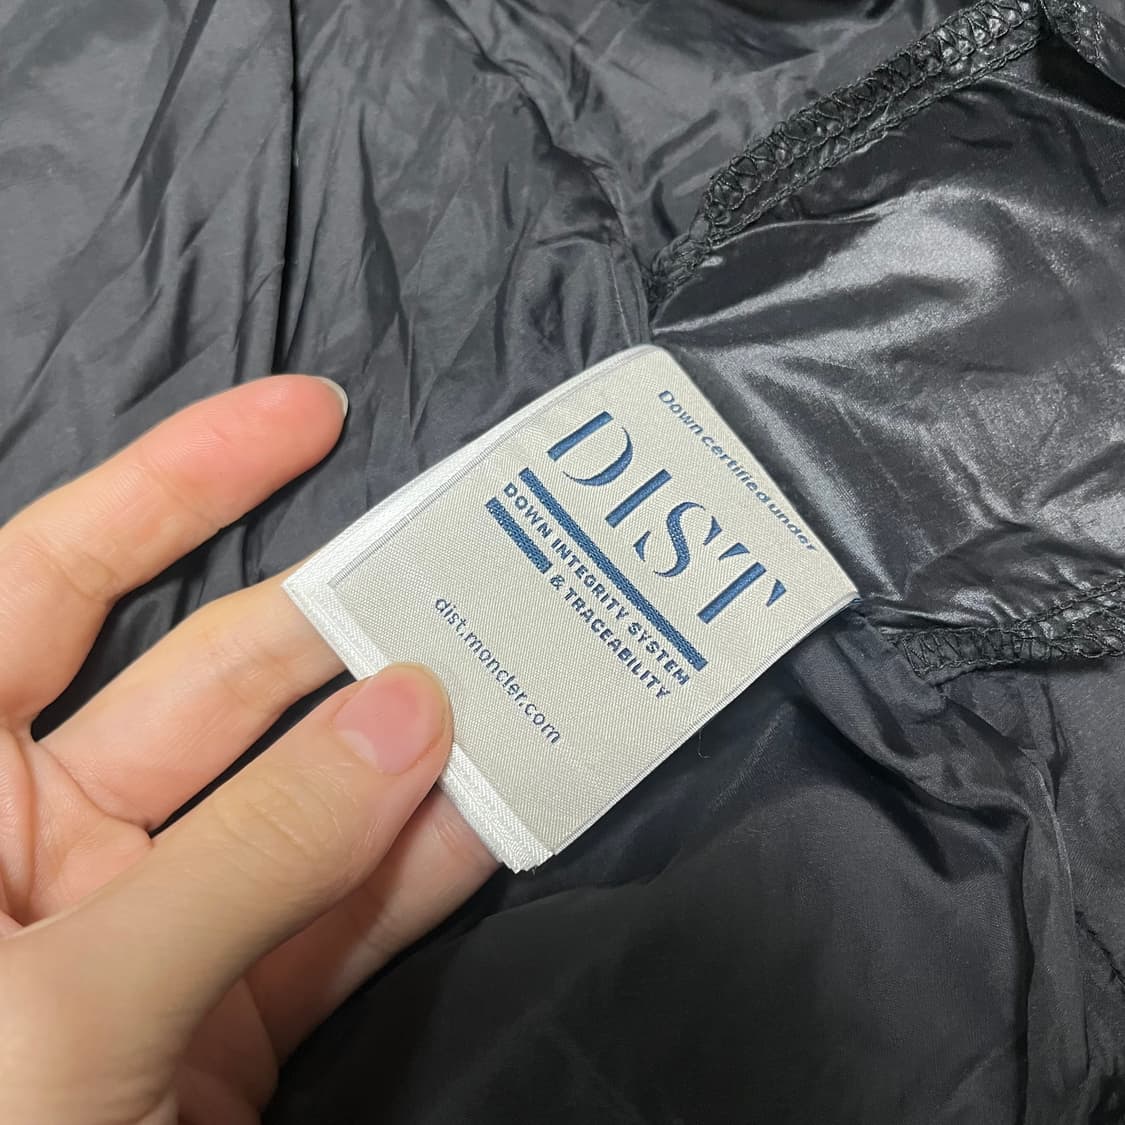 Down certified under
DIST
DOWN INTEGRITY SYSTEM
& TRACEABILITY
dist.moncler.com